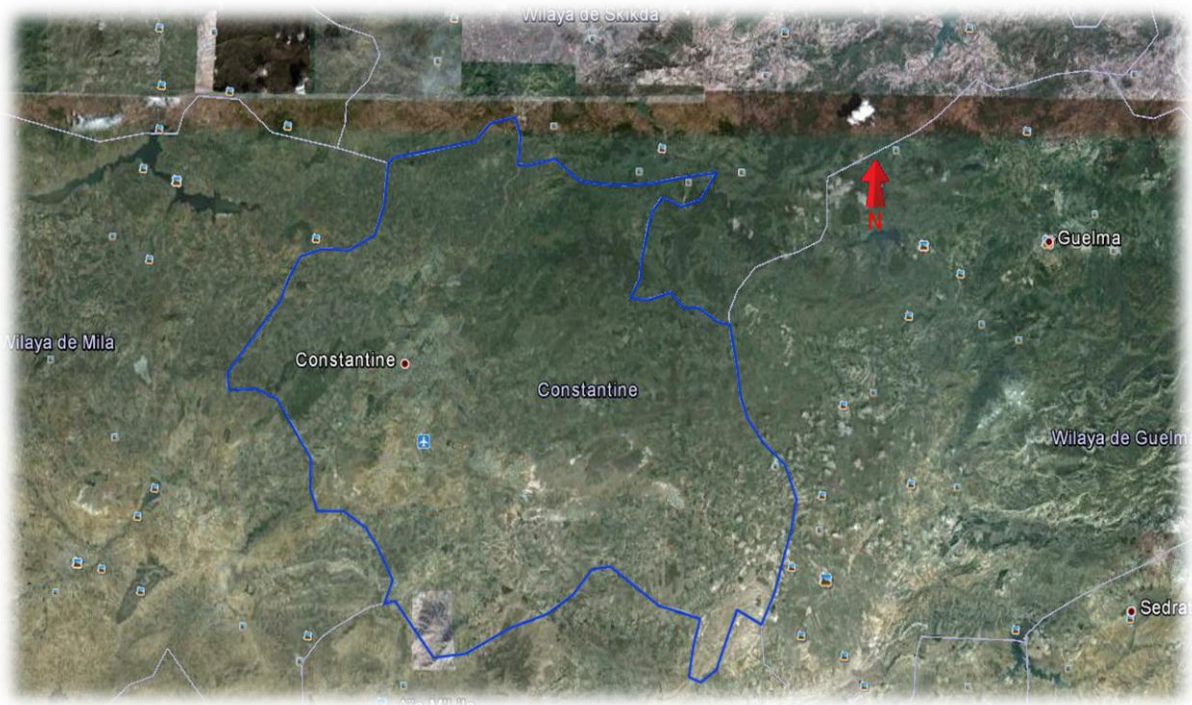 Wilaya de Skikda
N
Guelma
Wilaya de Mila
Constantine
Constantine
Wilaya de Guelm
Sedra